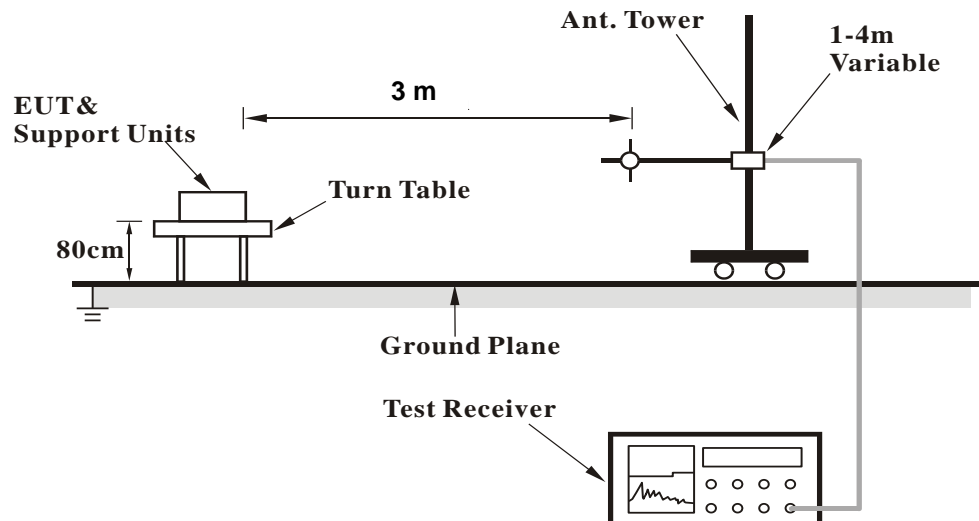 Ant. Tower
1-4m
Variable
3 m
EUT&
Support Units
Turn Table
80cm
Ground Plane
Test Receiver